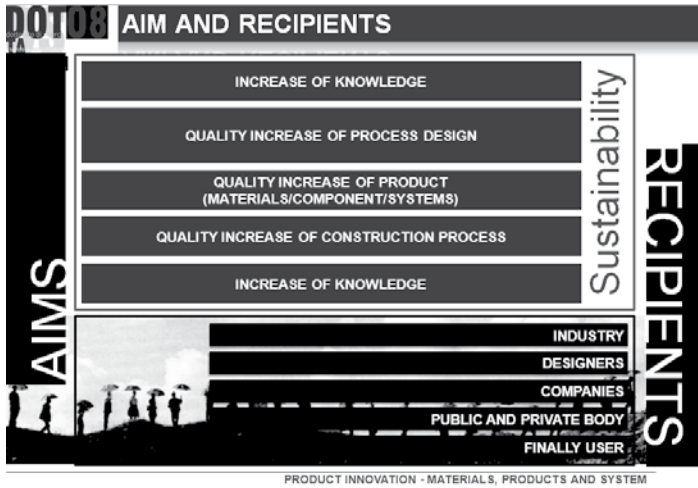 DOT08
TA
AIM AND RECIPIENTS
AIMS
INCREASE OF KNOWLEDGE
QUALITY INCREASE OF PROCESS DESIGN
QUALITY INCREASE OF PRODUCT
(MATERIALS/COMPONENT/SYSTEMS)
QUALITY INCREASE OF CONSTRUCTION PROCESS
INCREASE OF KNOWLEDGE
Sustainability
RECIPIENTS
INDUSTRY
DESIGNERS
COMPANIES
PUBLIC AND PRIVATE BODY
FINALLY USER
PRODUCT INNOVATION - MATERIALS, PRODUCTS AND SYSTEM